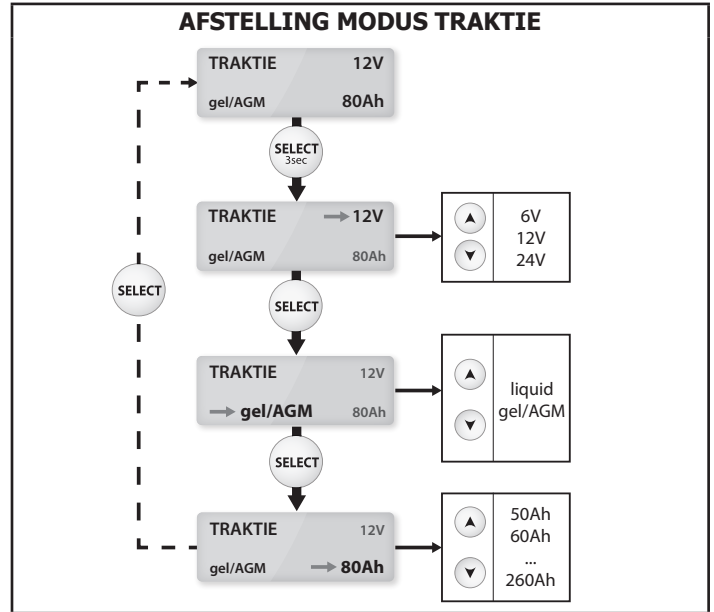 AFSTELLING MODUS TRAKTIE
TRAKTIE 12V
gel/AGM 80Ah
SELECT
3sec
TRAKTIE → 12V
gel/AGM 80Ah
6V
12V
24V
SELECT
SELECT
TRAKTIE 12V
→ gel/AGM 80Ah
liquid
gel/AGM
SELECT
TRAKTIE 12V
gel/AGM → 80Ah
50Ah
60Ah
...
260Ah